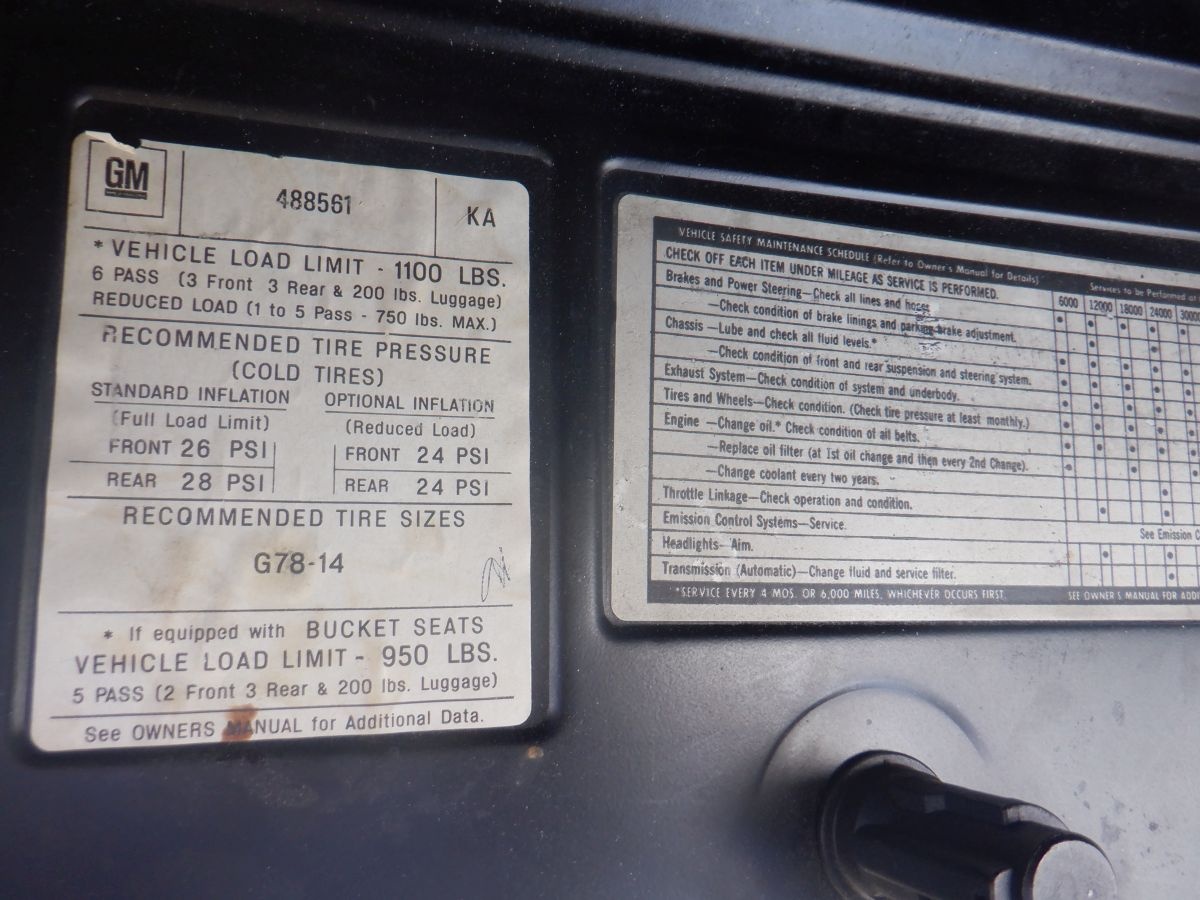 GM
488561
KA
* VEHICLE LOAD LIMIT - 1100 LBS.
6 PASS (3 Front 3 Rear & 200 lbs. Luggage)
REDUCED LOAD (1 to 5 Pass - 750 lbs. MAX.)
RECOMMENDED TIRE PRESSURE
(COLD TIRES)
STANDARD INFLATION
(Full Load Limit)
FRONT 26 PSI
REAR 28 PSI
OPTIONAL INFLATION
(Reduced Load)
FRONT 24 PSI
REAR 24 PSI
RECOMMENDED TIRE SIZES
G78-14
* If equipped with BUCKET SEATS
VEHICLE LOAD LIMIT - 950 LBS.
5 PASS (2 Front 3 Rear & 200 lbs. Luggage)
See OWNERS MANUAL for Additional Data.
VEHICLE SAFETY MAINTENANCE SCHEDULE (Refer to Owner's Manual for Details)
CHECK OFF EACH ITEM UNDER MILEAGE AS SERVICE IS PERFORMED.
Services to be Performed
6000 12000 18000 24000 30000
Brakes and Power Steering—Check all lines and hoses
—Check condition of brake linings and parking brake adjustment.
Chassis —Lube and check all fluid levels.*
—Check condition of front and rear suspension and steering system.
Exhaust System—Check condition of system and underbody.
Tires and Wheels—Check condition. (Check tire pressure at least monthly.)
Engine —Change oil.* Check condition of all belts.
—Replace oil filter (at 1st oil change and then every 2nd Change).
—Change coolant every two years.
Throttle Linkage—Check operation and condition.
Emission Control Systems—Service.
See Emission
Headlights- Aim.
Transmission (Automatic)—Change fluid and service filter.
*SERVICE EVERY 4 MOS. OR 6,000 MILES, WHICHEVER OCCURS FIRST.
SEE OWNER'S MANUAL FOR